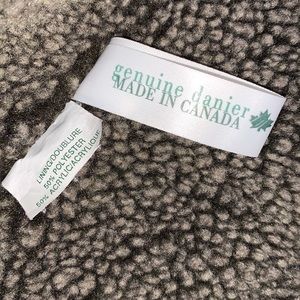 genuine danier
MADE IN CANADA
LINING/DOUBLURE
50% POLYESTER
50% ACRYLIC/ACRYLIQUE